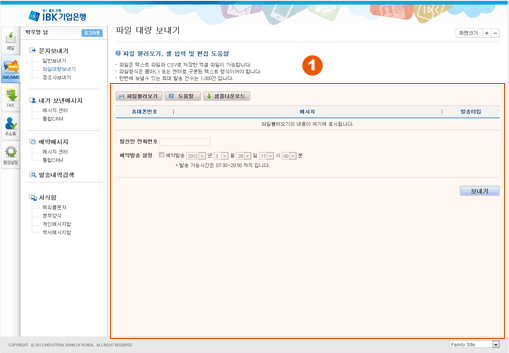 참! 좋은 은행
IBK기업은행
파일 대량 보내기
화면크기 + -
박무영 님
로그아웃
메일
SMS/MMS
FAX
주소록
환경설정
문자보내기
일반보내기
파일대량보내기
경조사보내기
내가 보낸메시지
메시지 센터
통합CRM
예약메시지
메시지 센터
통합CRM
발송내역검색
서식함
해피콜문자
본부양식
개인메시지함
부서메시지함
파일 불러오기, 셀 입력 및 편집 도움말
- 파일은 텍스트 파일과 CSV로 저장한 엑셀 파일이 가능합니다.
- 파일형식은 콤마(,) 또는 엔터로 구분된 텍스트 형식이어야 합니다.
- 한번에 보낼수 있는 최대 발송 건수는 1,000건 입니다.
1
파일불러오기
도움말
샘플다운로드
휴대폰번호 | 메시지 | 발송타입
파일불러오기의 내용이 여기에 표시됩니다.
발신인 전화번호
예약발송 설정 예약발송 2012 년 3 월 26 일 17 시 00 분
* 발송 가능시간은 07:30~20:50 까지 입니다.
보내기
COPYRIGHT © 2012 INDUSTRIAL BANK OF KOREA. ALL RIGHT RESERVED
Family Site